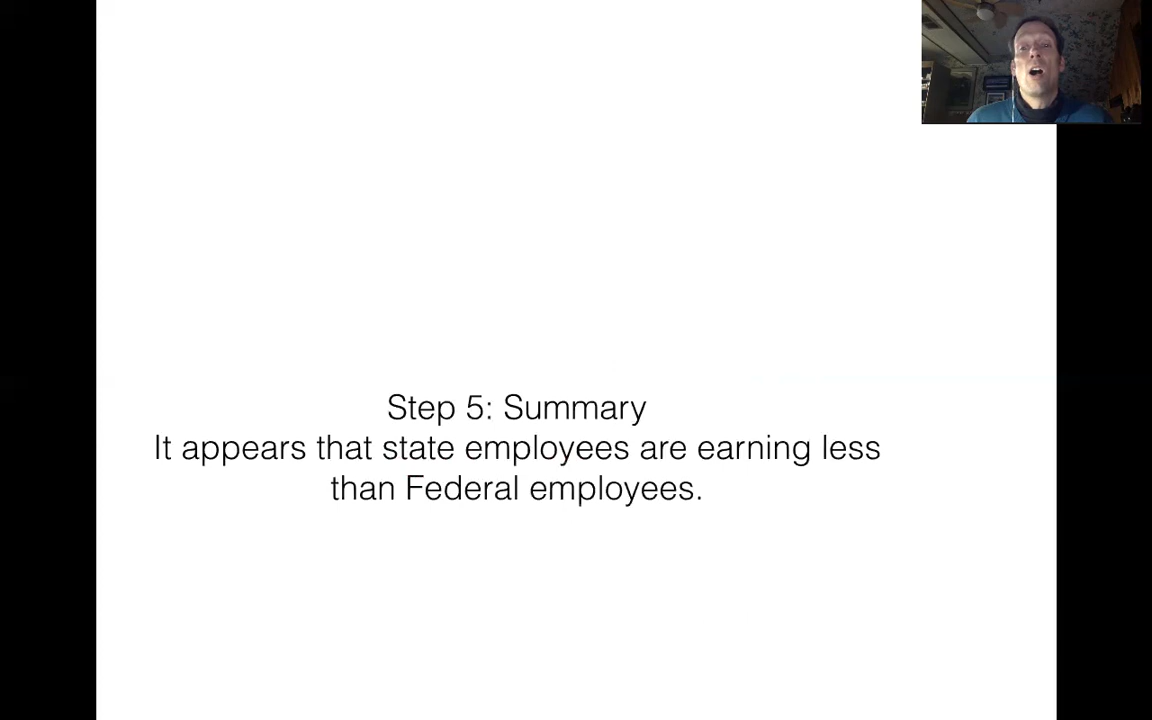 Step 5: Summary
It appears that state employees are earning less
than Federal employees.